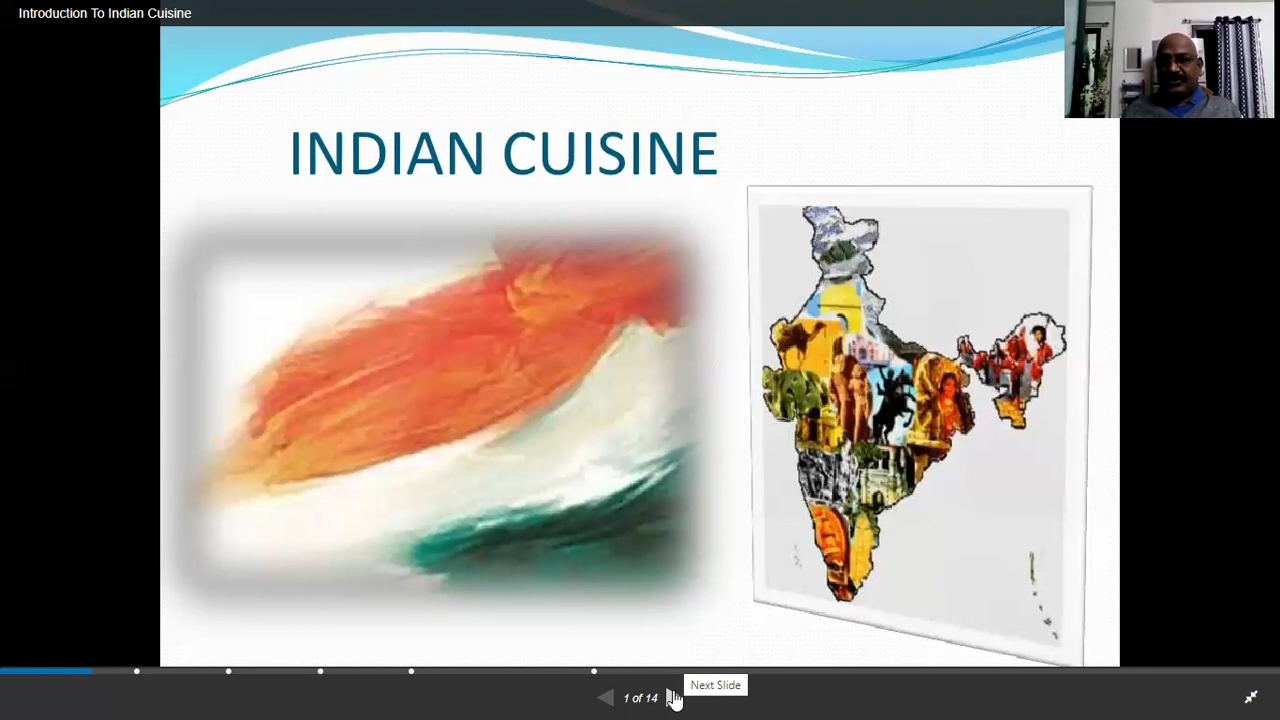 Introduction To Indian Cuisine
INDIAN CUISINE
Next Slide
1 of 14